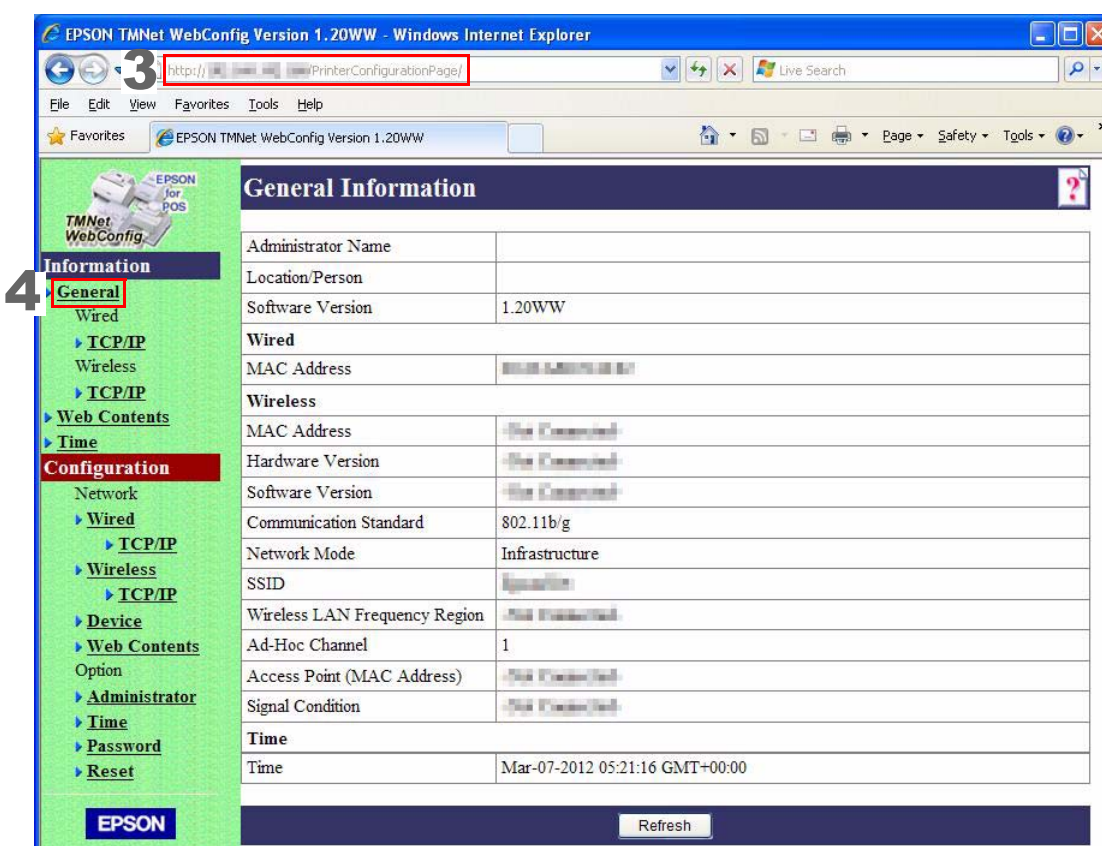 EPSON TMNet WebConfig Version 1.20WW - Windows Internet Explorer
3
http:// /PrinterConfigurationPage/
Live Search
File Edit View Favorites Tools Help
Favorites
EPSON TMNet WebConfig Version 1.20WW
Page Safety Tools
EPSON
for
POS
TMNet
WebConfig
Information
4
General
Wired
TCP/IP
Wireless
TCP/IP
Web Contents
Time
Configuration
Network
Wired
TCP/IP
Wireless
TCP/IP
Device
Web Contents
Option
Administrator
Time
Password
Reset
EPSON
General Information
?
Administrator Name
Location/Person
Software Version 1.20WW
Wired
MAC Address
Wireless
MAC Address
Hardware Version
Software Version
Communication Standard 802.11b/g
Network Mode Infrastructure
SSID
Wireless LAN Frequency Region
Ad-Hoc Channel 1
Access Point (MAC Address)
Signal Condition
Time
Time Mar-07-2012 05:21:16 GMT+00:00
Refresh